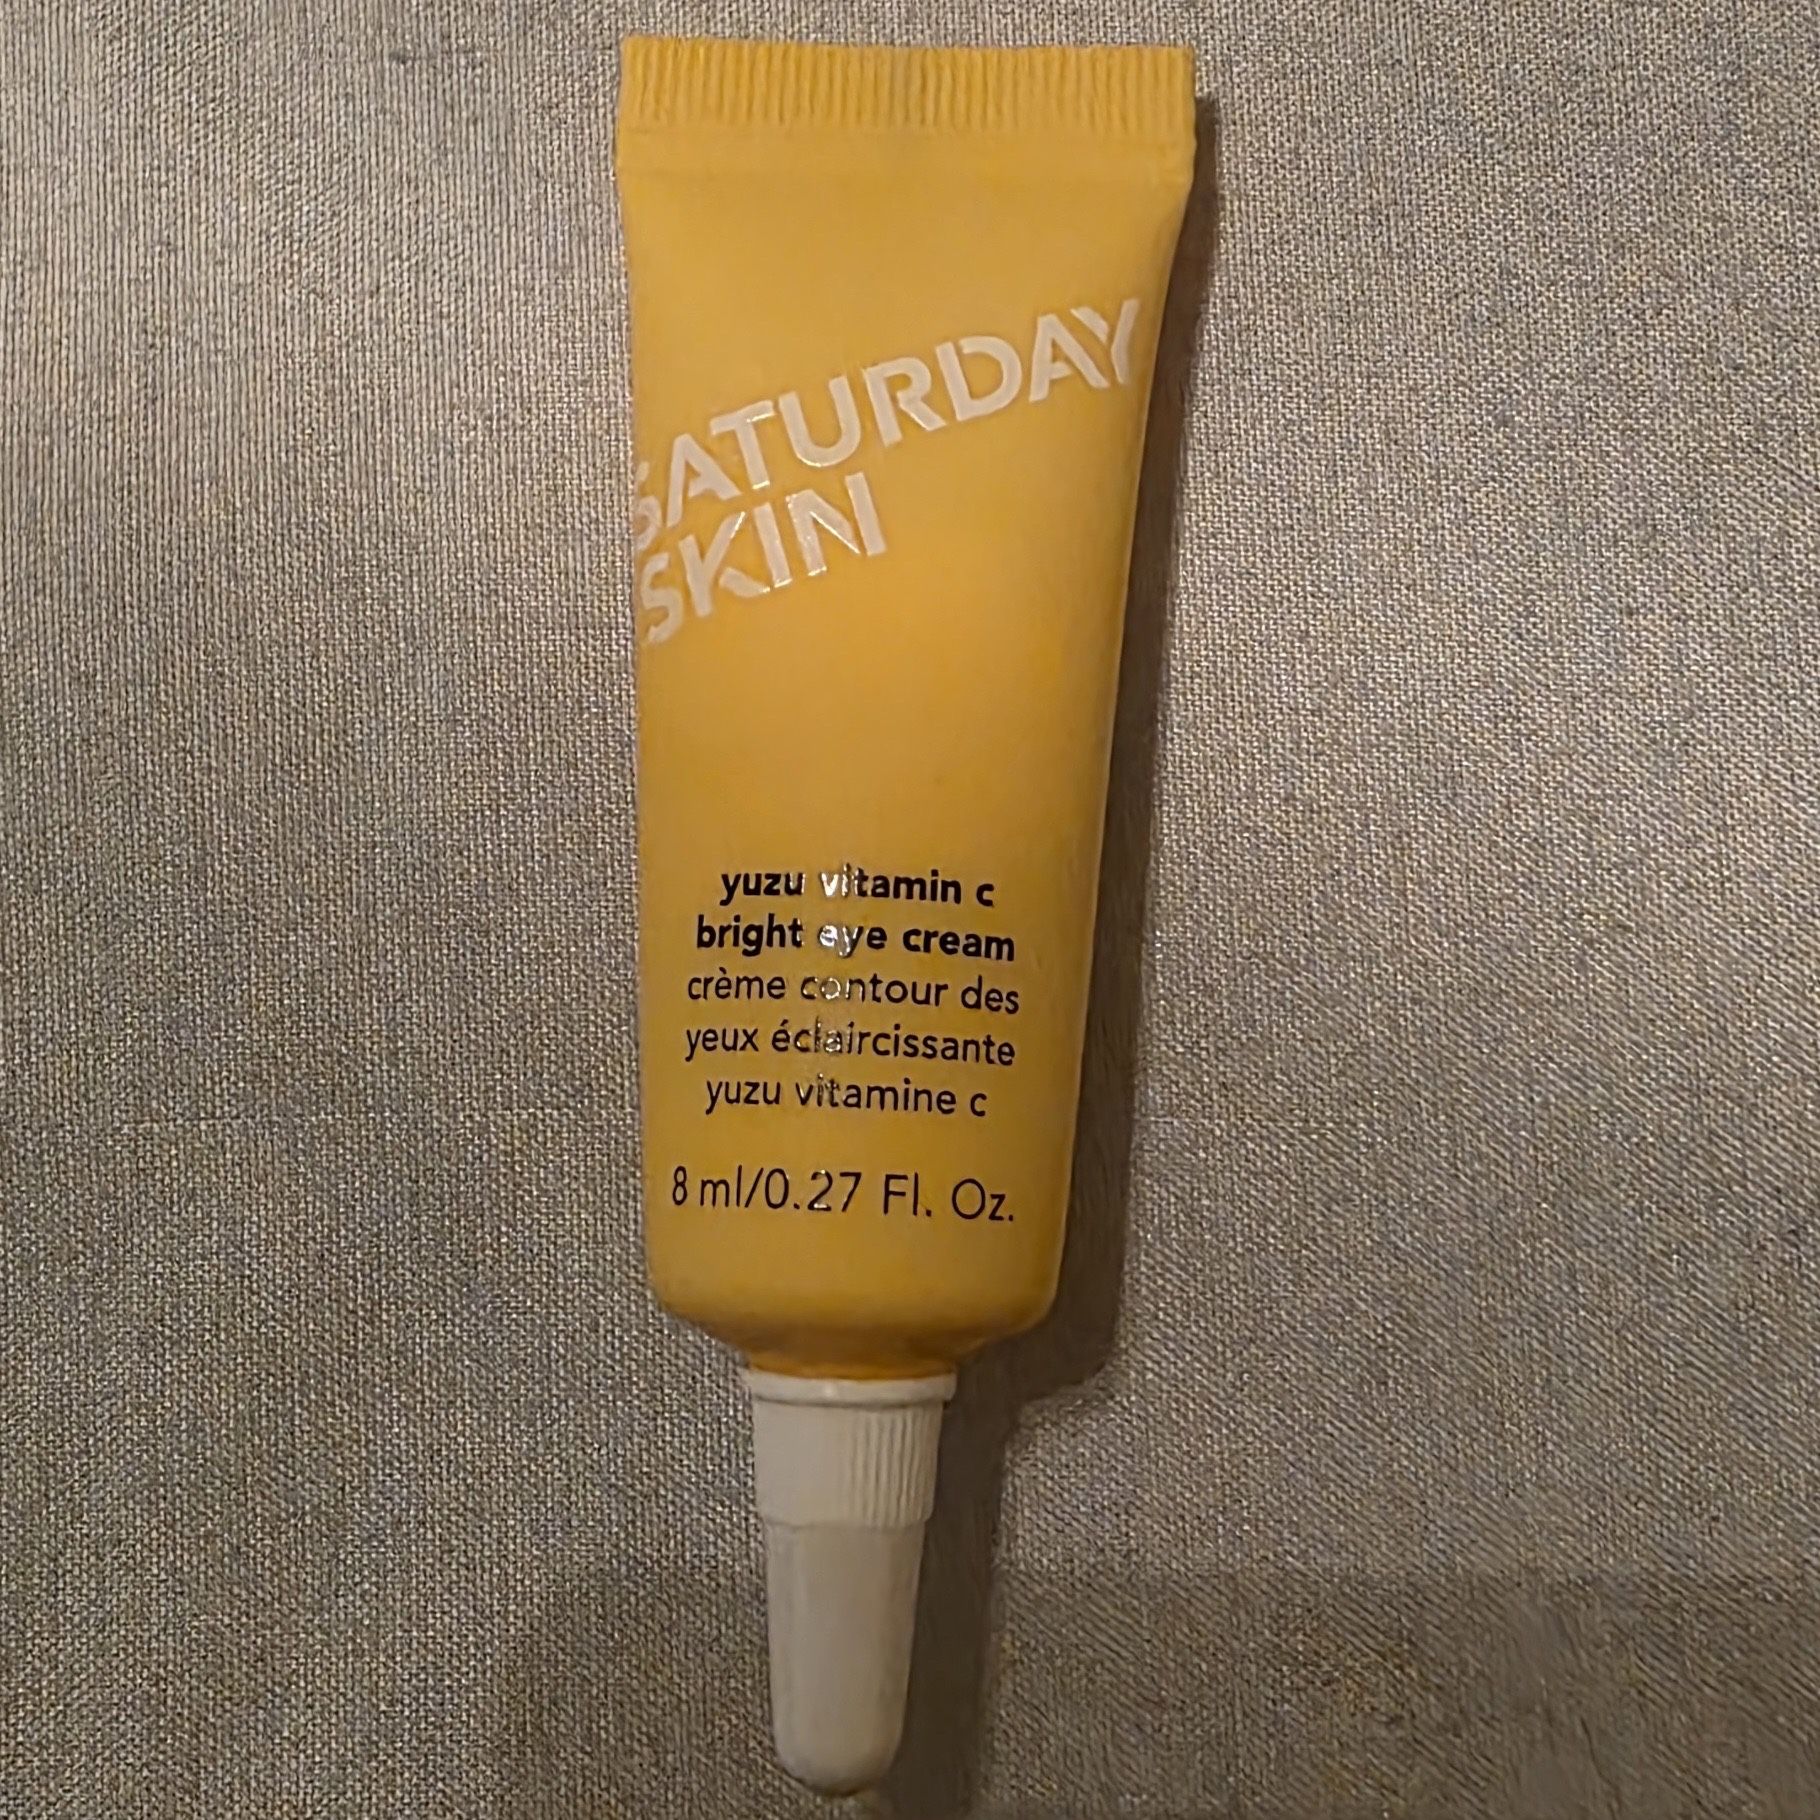 SATURDAY
SKIN
yuzu vitamin c
bright eye cream
crème contour des
yeux éclaircissante
yuzu vitamine c
8 ml/0.27 Fl. Oz.